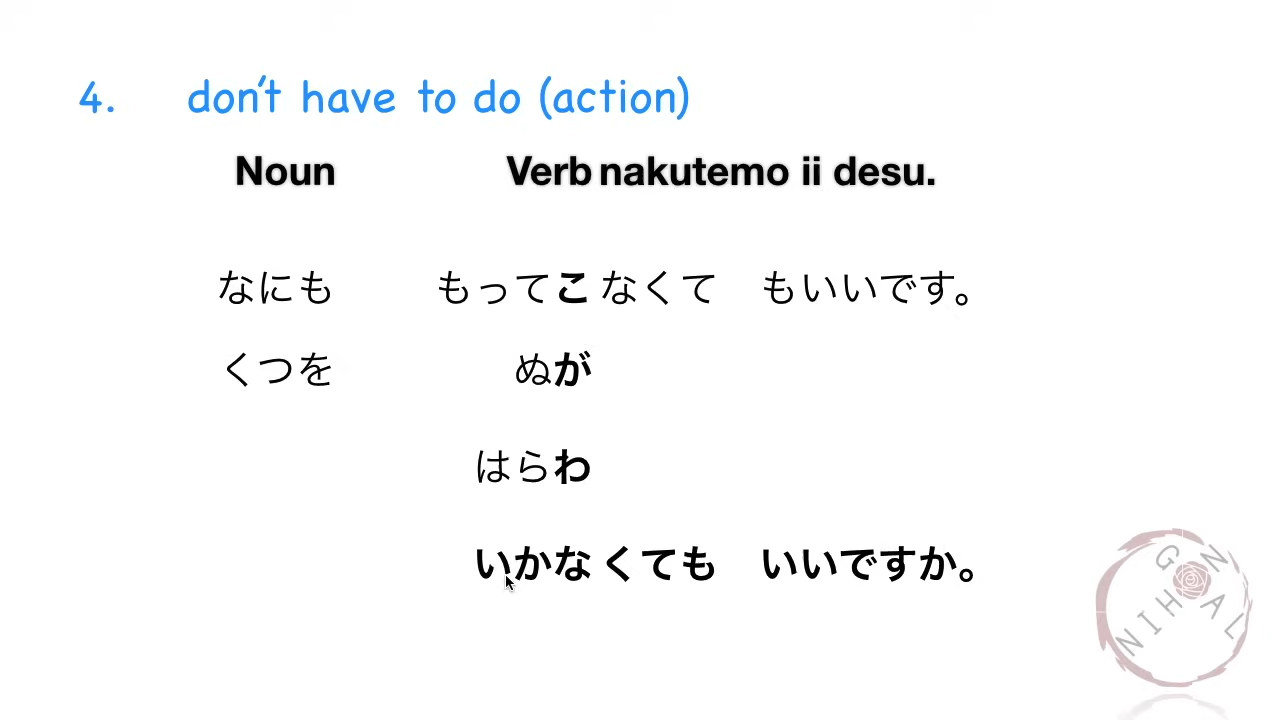 4. don't have to do (action)
Noun Verb nakutemo ii desu.
なにも もってこ なくて もいいです。
くつを ぬが
はらわ
いかな くても いいですか。
NIHON GAL